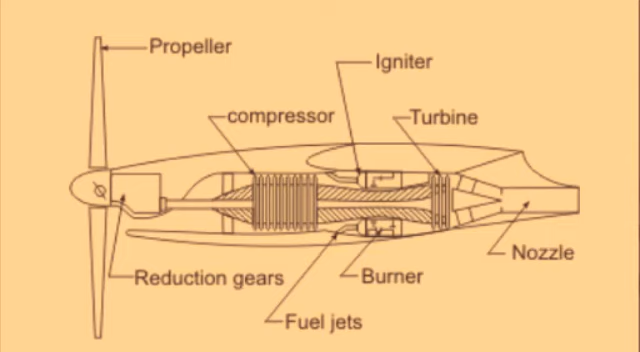 Propeller
Igniter
compressor
Turbine
Nozzle
Reduction gears
Burner
Fuel jets